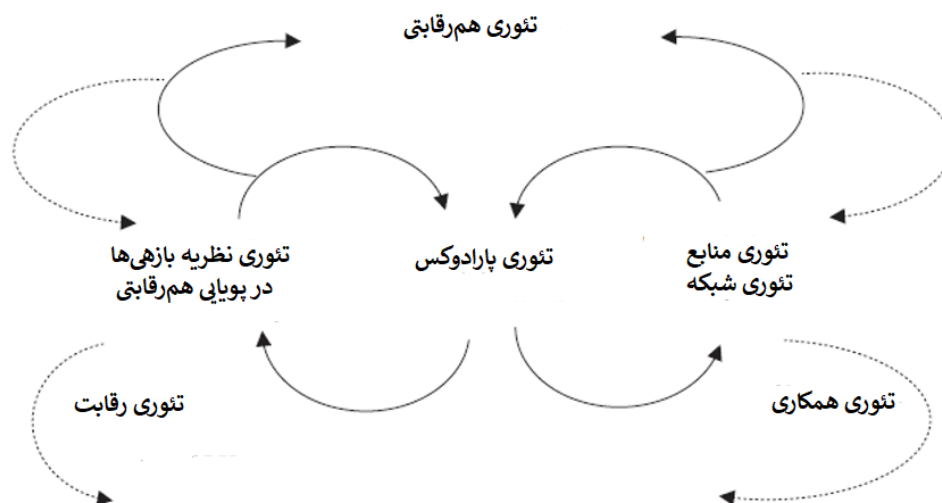 تئوری هم‌رقابتی
تئوری نظریه بازهی‌ها
در پویایی هم‌رقابتی
تئوری پارادوکس
تئوری منابع
تئوری شبکه
تئوری رقابت
تئوری همکاری